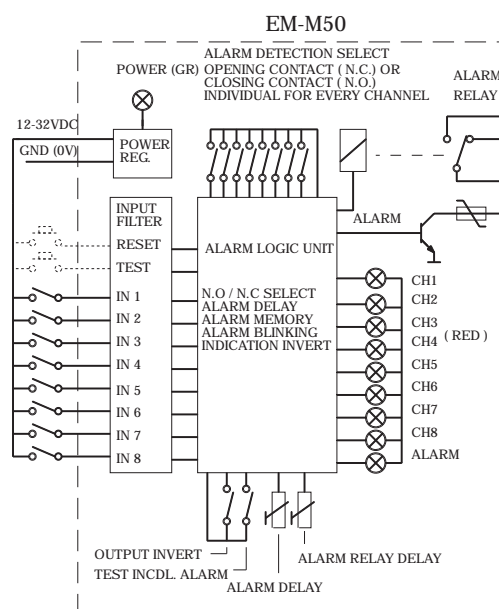 EM-M50
ALARM DETECTION SELECT
POWER (GR) OPENING CONTACT ( N.C.) OR
CLOSING CONTACT ( N.O.)
INDIVIDUAL FOR EVERY CHANNEL
ALARM
RELAY
12-32VDC
GND (0V)
POWER
REG.
INPUT
FILTER
RESET
TEST
ALARM
ALARM LOGIC UNIT
N.O / N.C SELECT
ALARM DELAY
ALARM MEMORY
ALARM BLINKING
INDICATION INVERT
IN 1
IN 2
IN 3
IN 4
IN 5
IN 6
IN 7
IN 8
CH1
CH2
CH3
( RED )
CH4
CH5
CH6
CH7
CH8
ALARM
OUTPUT INVERT
TEST INCDL. ALARM
ALARM RELAY DELAY
ALARM DELAY